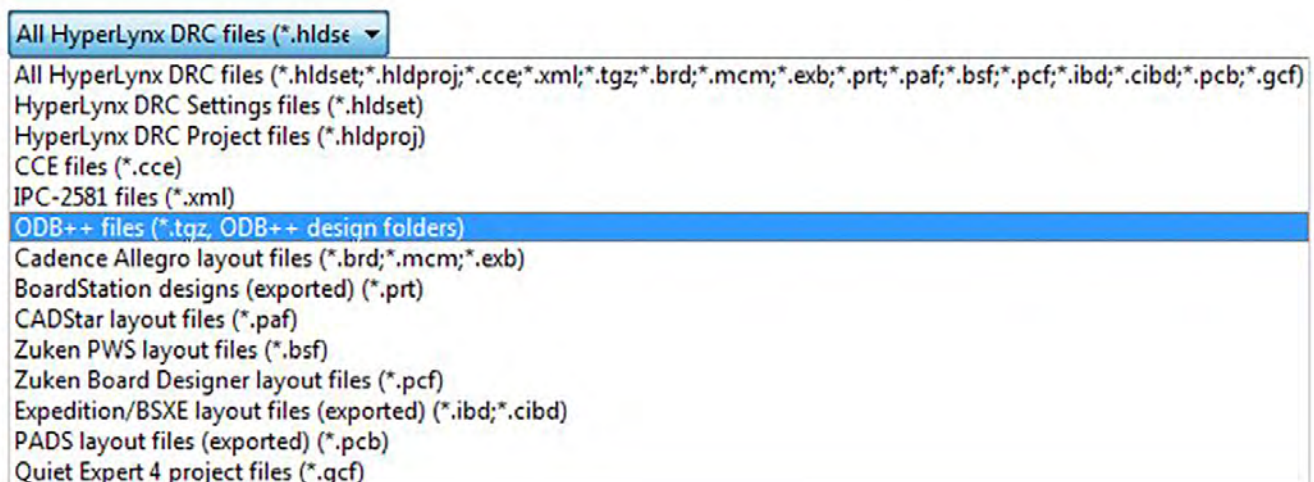 All HyperLynx DRC files (*.hldse
All HyperLynx DRC files (*.hldset;*.hldproj;*.cce;*.xml;*.tgz;*.brd;*.mcm;*.exb;*.prt;*.paf;*.bsf;*.pcf;*.ibd;*.cibd;*.pcb;*.gcf)
HyperLynx DRC Settings files (*.hldset)
HyperLynx DRC Project files (*.hldproj)
CCE files (*.cce)
IPC-2581 files (*.xml)
ODB++ files (*.tgz, ODB++ design folders)
Cadence Allegro layout files (*.brd;*.mcm;*.exb)
BoardStation designs (exported) (*.prt)
CADStar layout files (*.paf)
Zuken PWS layout files (*.bsf)
Zuken Board Designer layout files (*.pcf)
Expedition/BSXE layout files (exported) (*.ibd;*.cibd)
PADS layout files (exported) (*.pcb)
Quiet Expert 4 project files (*.gcf)